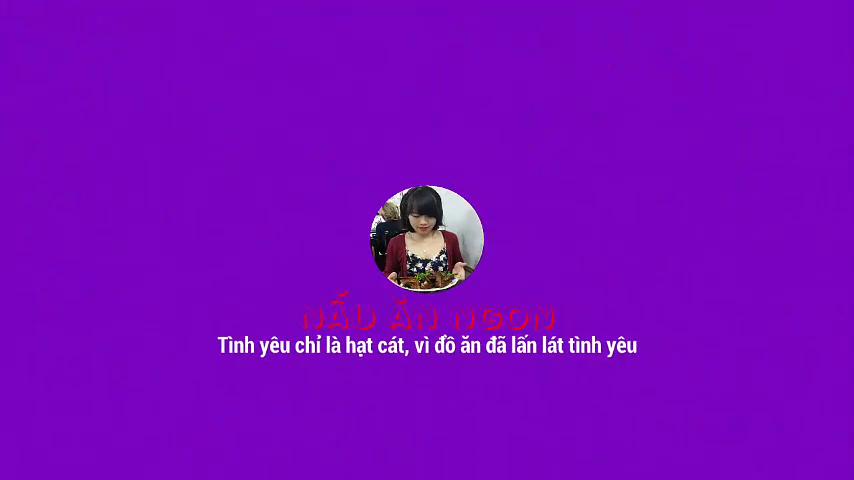 NẤU ĂN NGON
Tình yêu chỉ là hạt cát, vì đồ ăn đã lấn lát tình yêu